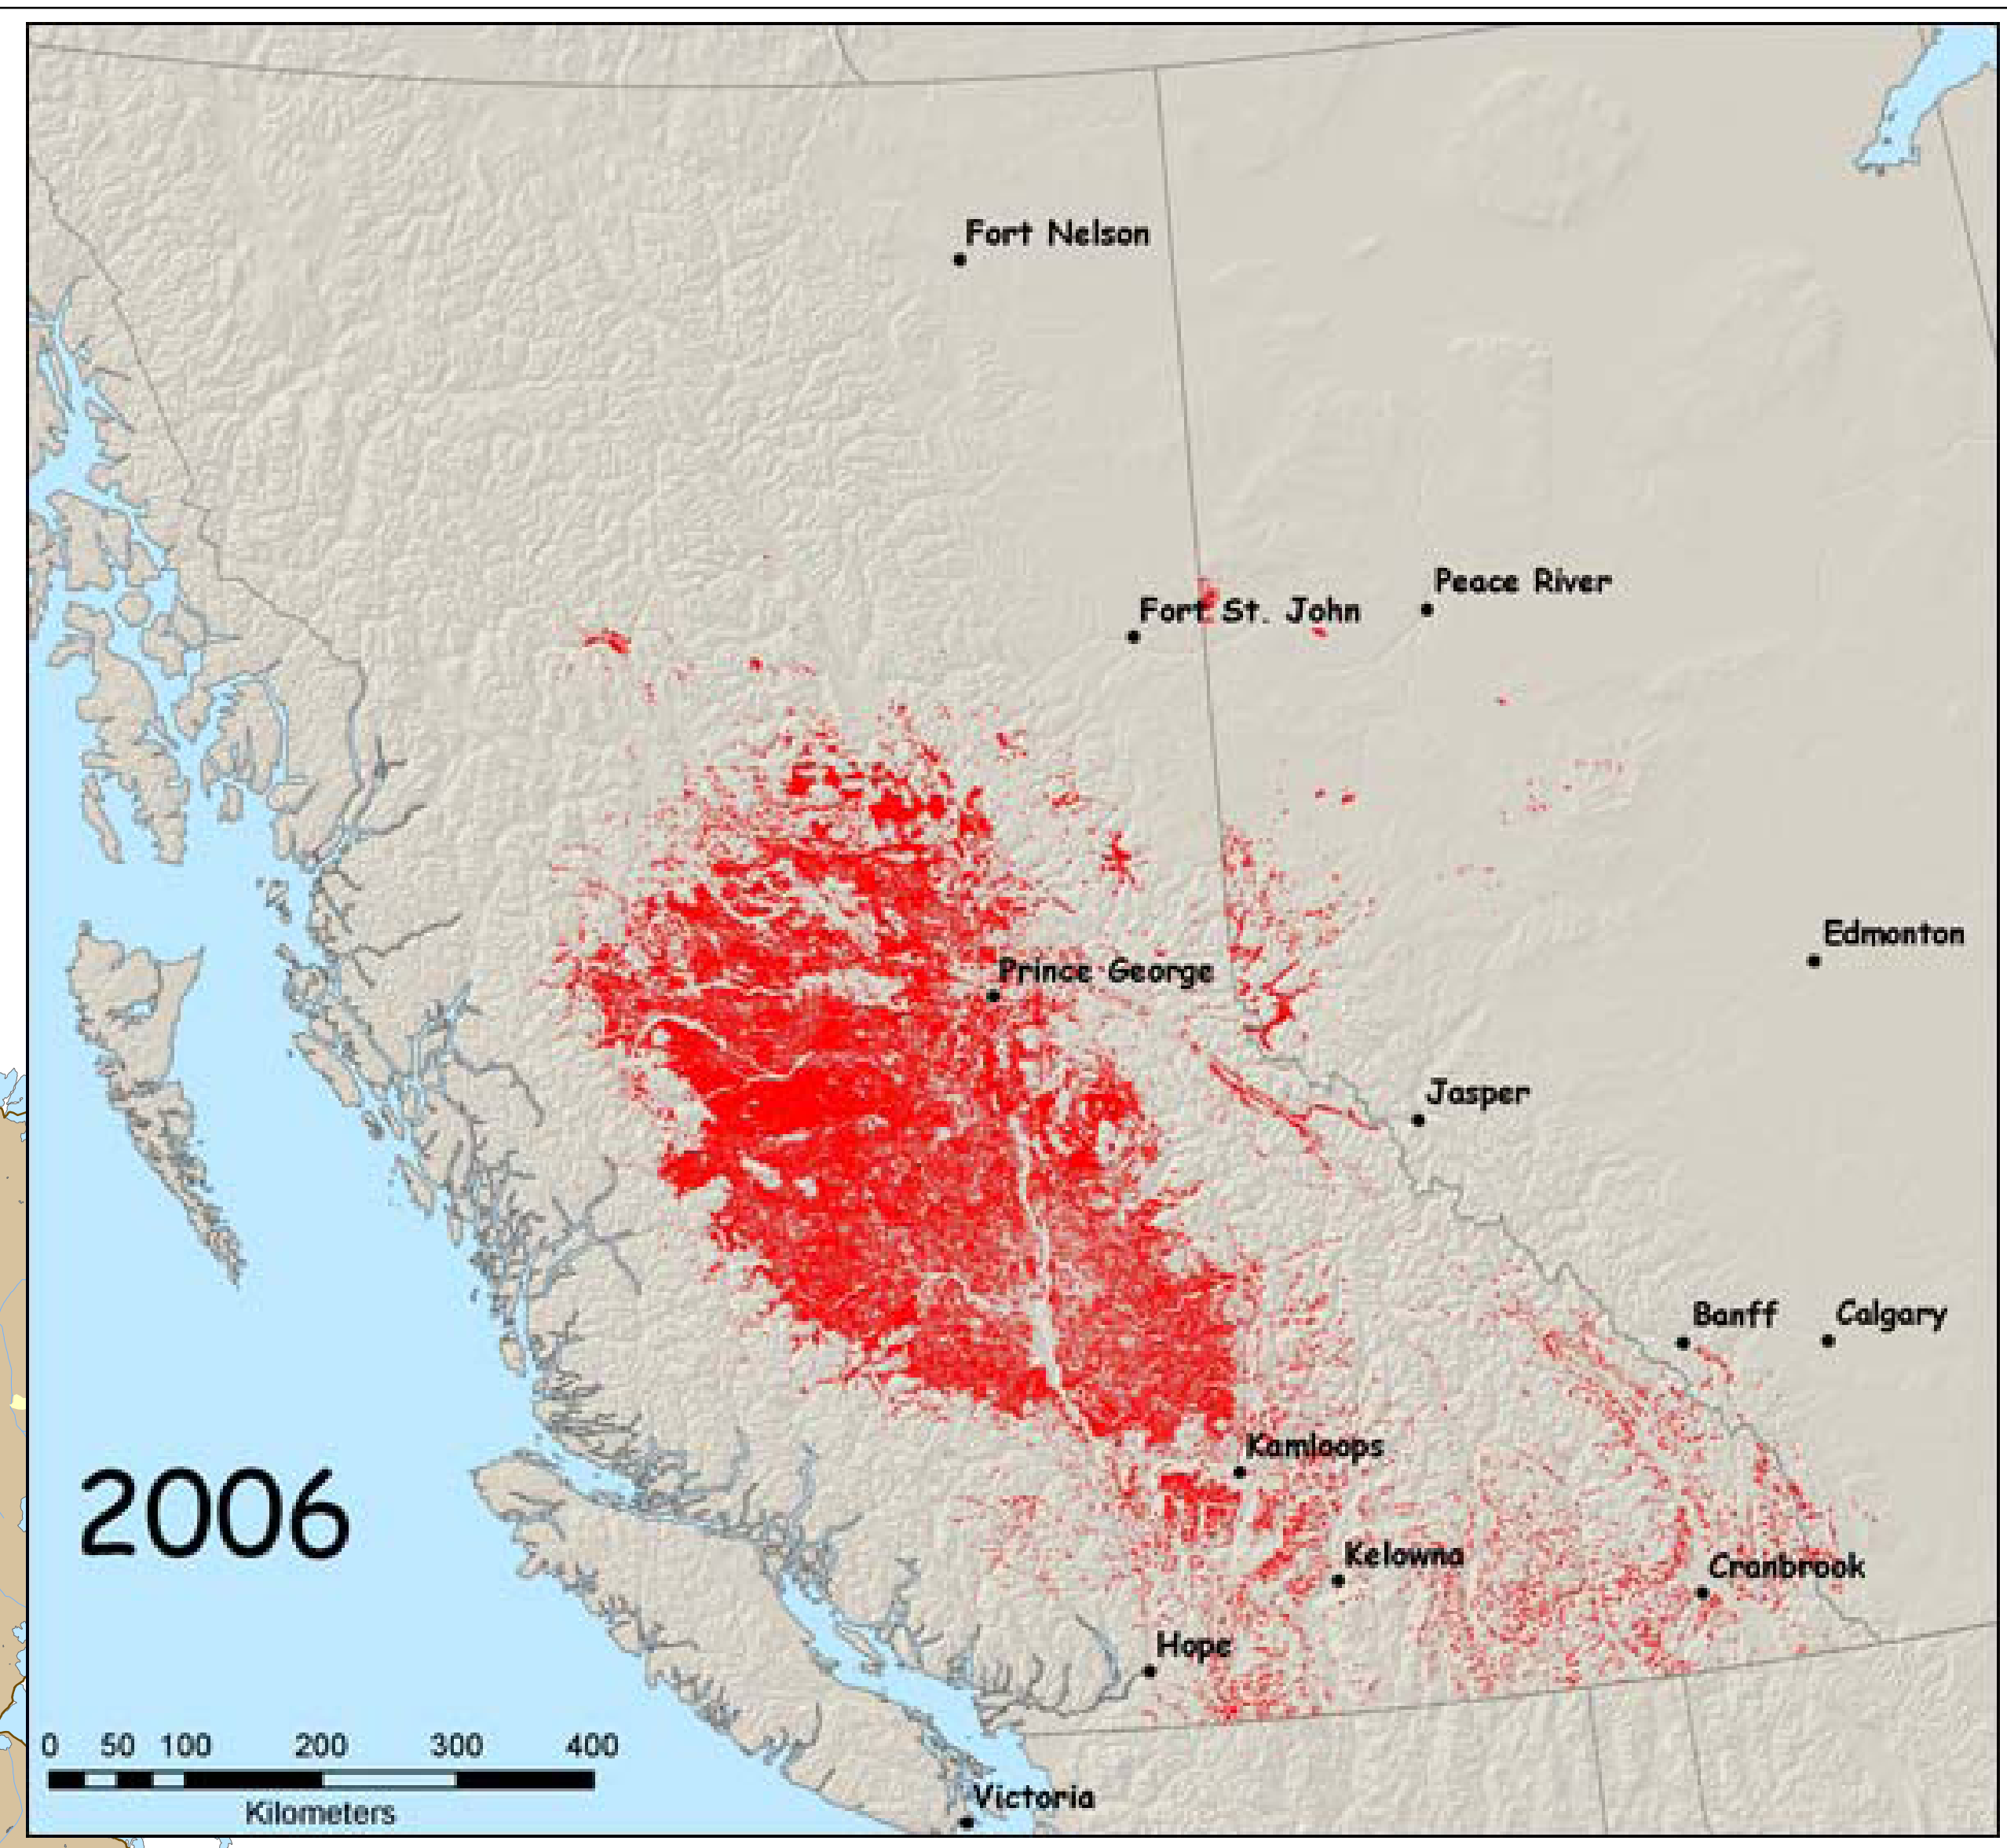 Fort Nelson
Peace River
Fort St. John
Edmonton
Prince George
Jasper
Banff
Calgary
Kamloops
2006
Kelowna
Cranbrook
Hope
0 50 100 200 300 400
Kilometers
Victoria